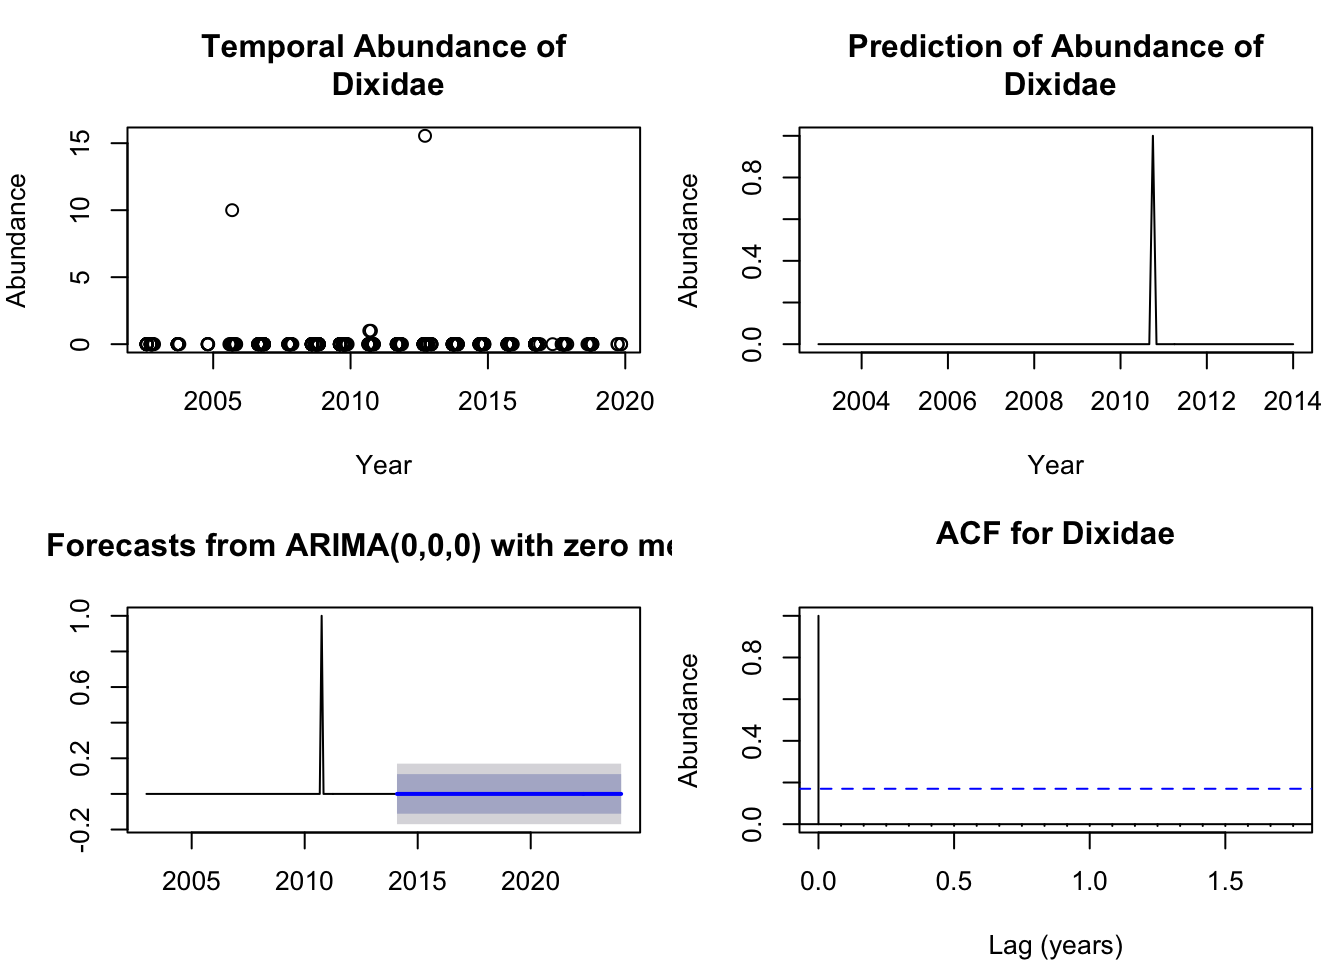 Temporal Abundance of
Dixidae
Abundance
15
10
5
0
2005 2010 2015 2020
Year
Prediction of Abundance of
Dixidae
Abundance
0.8
0.4
0.0
2004 2006 2008 2010 2012 2014
Year
Forecasts from ARIMA(0,0,0) with zero me
1.0
0.6
0.2
-0.2
2005 2010 2015 2020
ACF for Dixidae
Abundance
0.8
0.4
0.0
0.0 0.5 1.0 1.5
Lag (years)